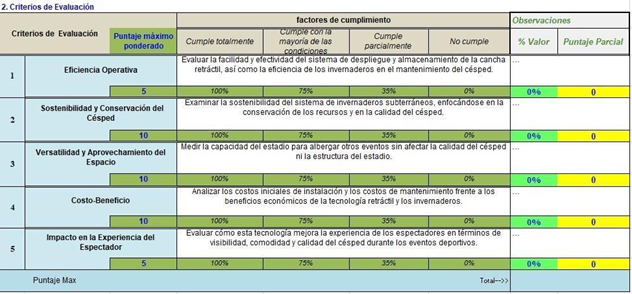 2. Criterios de Evaluación
factores de cumplimiento
Observaciones
Criterios de Evaluación
Puntaje máximo
ponderado
Cumple totalmente
Cumple con la
mayoría de las
condiciones
Cumple
parcialmente
No cumple
% Valor
Puntaje Parcial
1
Eficiencia Operativa
Evaluar la facilidad y efectividad del sistema de despliegue y almacenamiento de la cancha
retráctil, así como la eficiencia de los invernaderos en el mantenimiento del césped.
...
5
100%
75%
35%
0%
0%
0
2
Sostenibilidad y Conservación del
Césped
Examinar la sostenibilidad del sistema de invernaderos subterráneos, enfocándose en la
conservación de los recursos y en la calidad del césped.
...
10
100%
75%
35%
0%
0%
0
3
Versatilidad y Aprovechamiento del
Espacio
Medir la capacidad del estadio para albergar otros eventos sin afectar la calidad del césped
ni la estructura del estadio.
...
10
100%
75%
35%
0%
0%
0
4
Costo-Beneficio
Analizar los costos iniciales de instalación y los costos de mantenimiento frente a los
beneficios económicos de la tecnología retráctil y los invernaderos.
...
10
100%
75%
35%
0%
0%
0
5
Impacto en la Experiencia del
Espectador
Evaluar cómo esta tecnología mejora la experiencia de los espectadores en términos de
visibilidad, comodidad y calidad del césped durante los eventos deportivos.
...
5
100%
75%
35%
0%
0%
0
Puntaje Max
Total-->>